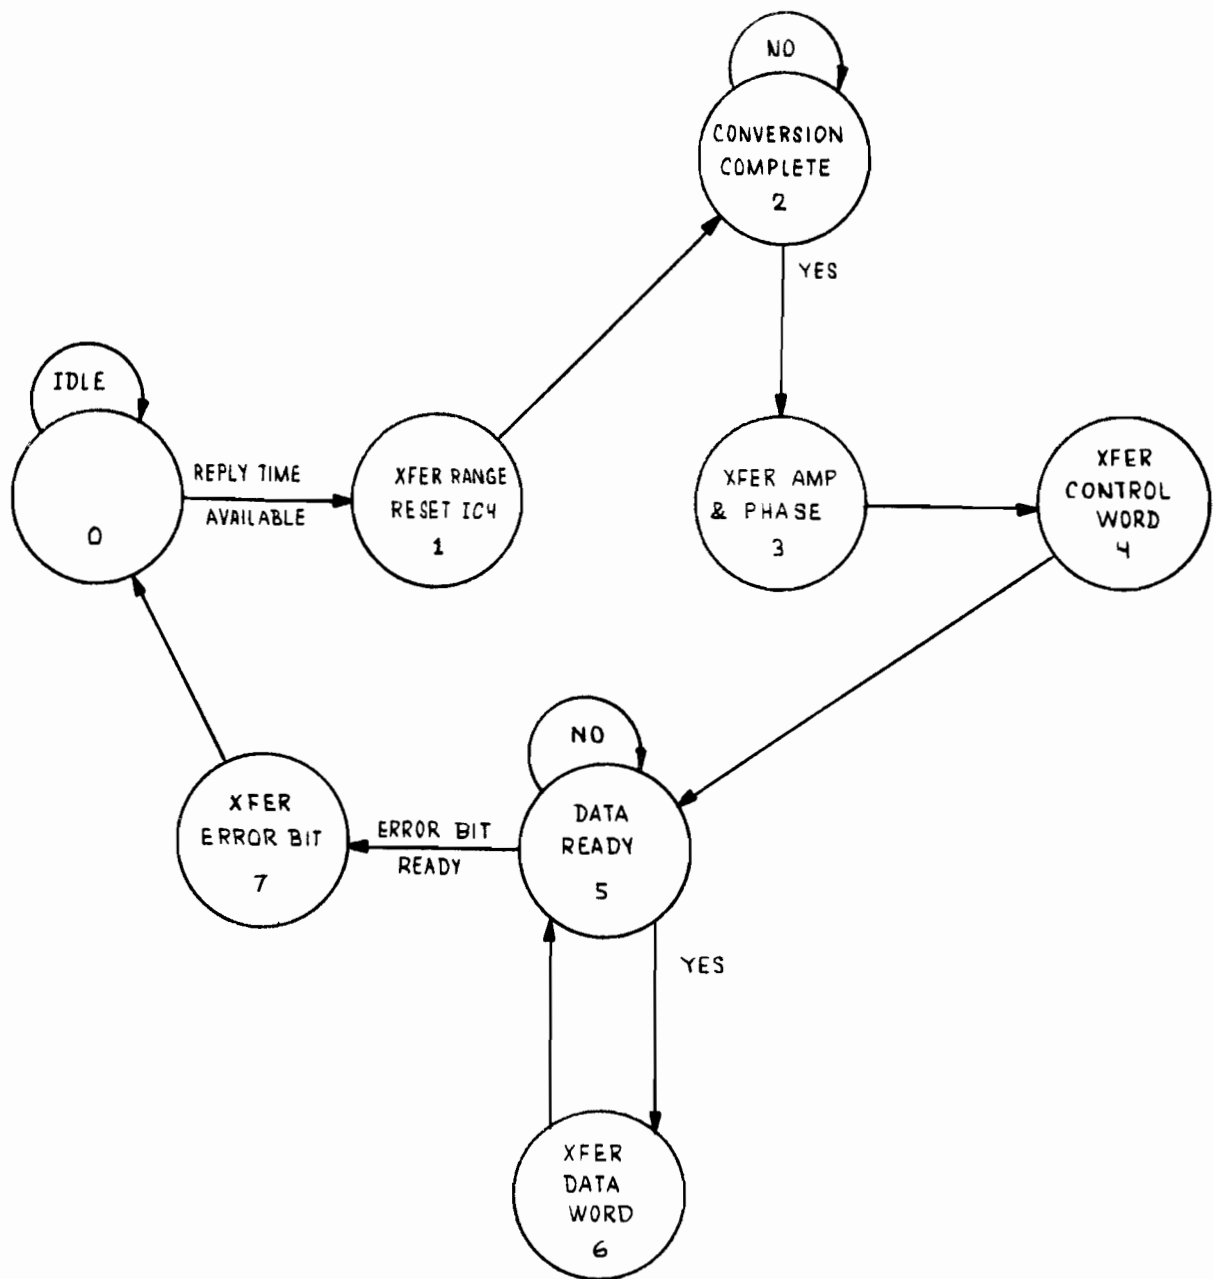 NO
CONVERSION
COMPLETE
2
YES
IDLE
0
REPLY TIME
AVAILABLE
XFER RANGE
RESET IC4
1
XFER AMP
& PHASE
3
XFER
CONTROL
WORD
4
NO
DATA
READY
5
ERROR BIT
READY
XFER
ERROR BIT
7
YES
XFER
DATA
WORD
6